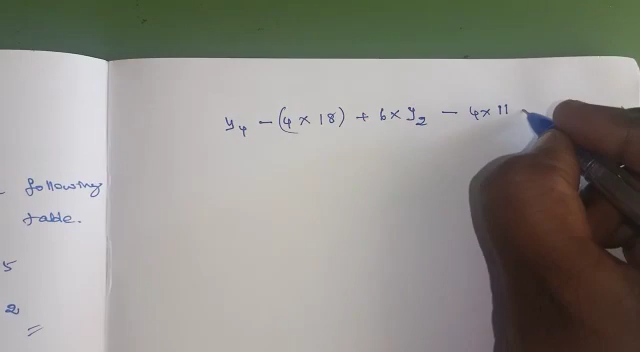 y₄ - (4 × 18) + 6 × y₂ - 4 × 11
following
table.
5
2